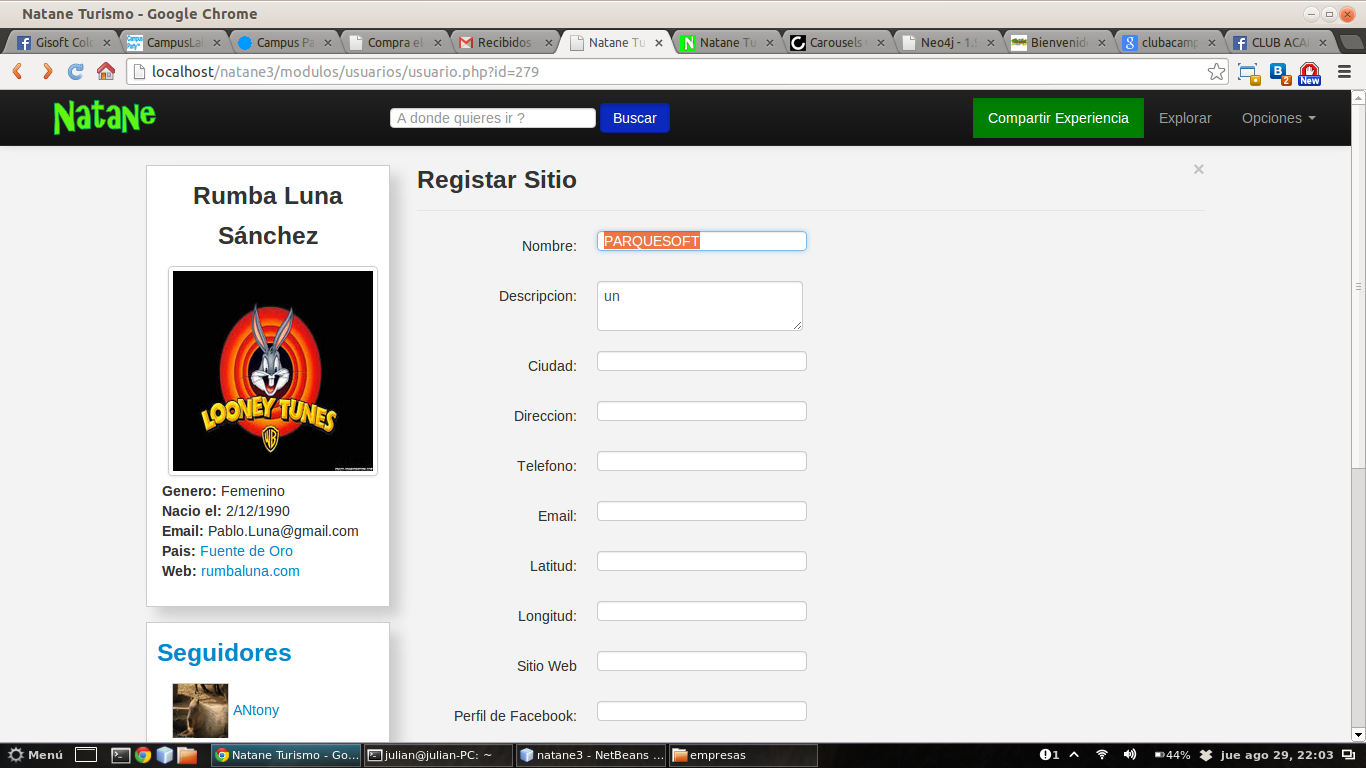 Natane Turismo - Google Chrome
Gisoft Colo
CampusLa
Campus Pa
Compra el
Recibidos
Natane Tu
Natane Tu
Carousels
Neo4j - 1.
Bienvenid
clubacamp
CLUB ACA
localhost/natane3/modulos/usuarios/usuario.php?id=279
2
New
Natane
A donde quieres ir ?
Buscar
Compartir Experiencia
Explorar
Opciones
Rumba Luna
Sánchez
LOONEY TUNES
WB
Genero: Femenino
Nacio el: 2/12/1990
Email: Pablo.Luna@gmail.com
Pais: Fuente de Oro
Web: rumbaluna.com
Seguidores
ANtony
Registar Sitio
×
Nombre: PARQUESOFT
Descripcion: un
Ciudad:
Direccion:
Telefono:
Email:
Latitud:
Longitud:
Sitio Web
Perfil de Facebook:
Menú
Natane Turismo - Go...
julian@julian-PC: ~
natane3 - NetBeans ...
empresas
1
44%
jue ago 29, 22:03